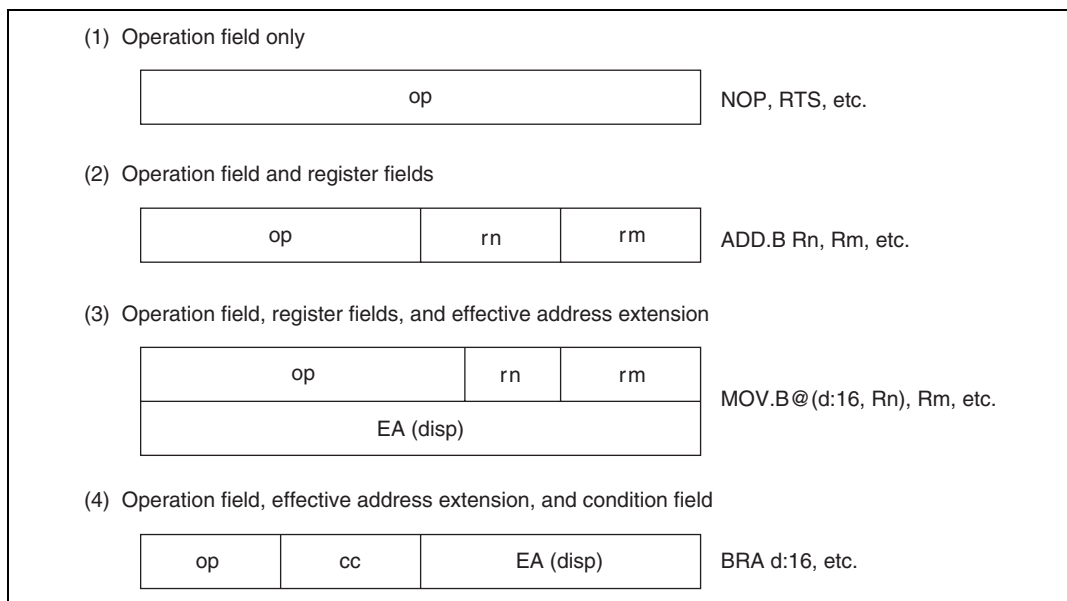 (1) Operation field only
op
NOP, RTS, etc.
(2) Operation field and register fields
op rn rm
ADD.B Rn, Rm, etc.
(3) Operation field, register fields, and effective address extension
op rn rm
MOV.B@(d:16, Rn), Rm, etc.
EA (disp)
(4) Operation field, effective address extension, and condition field
op cc EA (disp)
BRA d:16, etc.